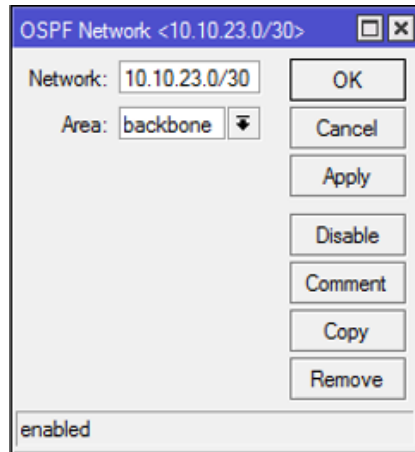 OSPF Network <10.10.23.0/30>
Network: 10.10.23.0/30
OK
Area: backbone
Cancel
Apply
Disable
Comment
Copy
Remove
enabled